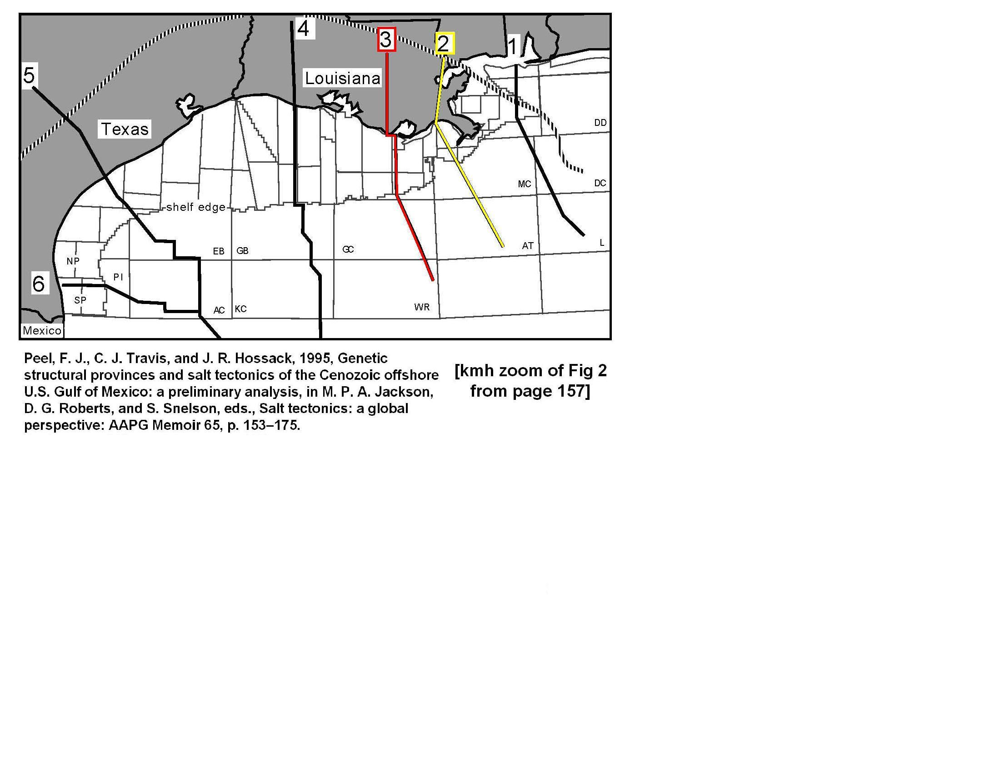 4
3
2
1
5
Louisiana
Texas
DD
MC
DC
shelf edge
EB
GB
GC
AT
L
NP
PI
6
SP
AC
KC
WR
Mexico
Peel, F. J., C. J. Travis, and J. R. Hossack, 1995, Genetic
structural provinces and salt tectonics of the Cenozoic offshore
U.S. Gulf of Mexico: a preliminary analysis, in M. P. A. Jackson,
D. G. Roberts, and S. Snelson, eds., Salt tectonics: a global
perspective: AAPG Memoir 65, p. 153–175.
[kmh zoom of Fig 2
from page 157]